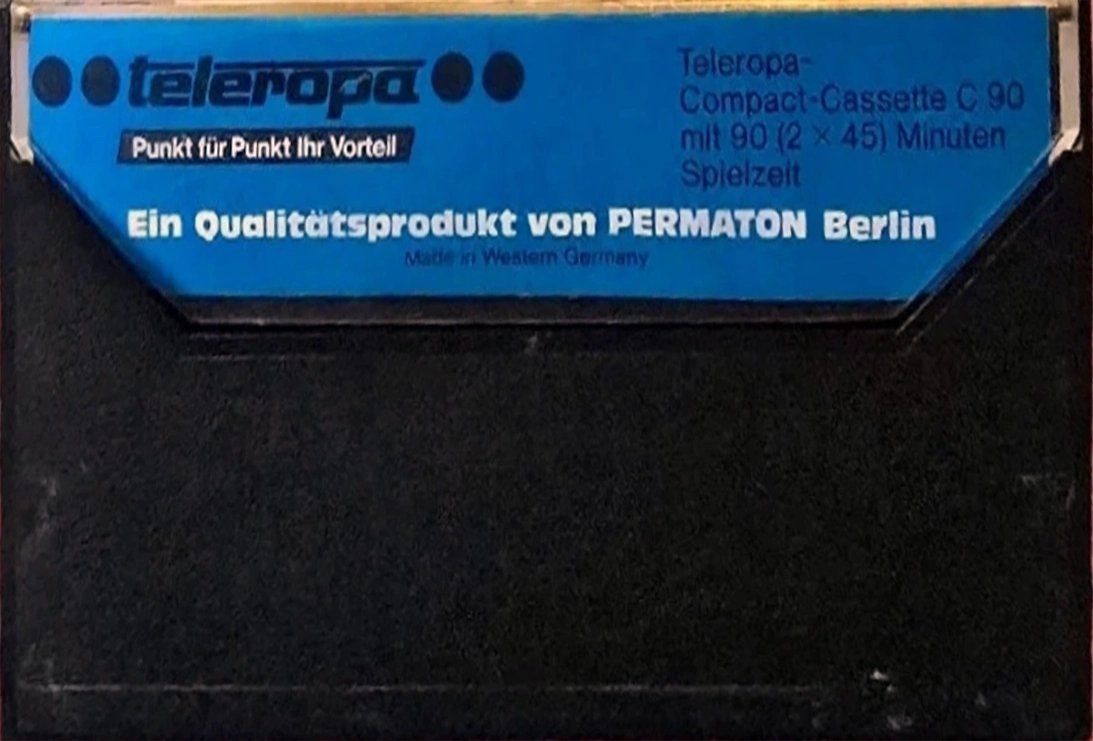 teleropa
Punkt für Punkt Ihr Vorteil
Teleropa-
Compact-Cassette C 90
mit 90 (2 × 45) Minuten
Spielzeit
Ein Qualitätsprodukt von PERMATON Berlin
Made in Western Germany